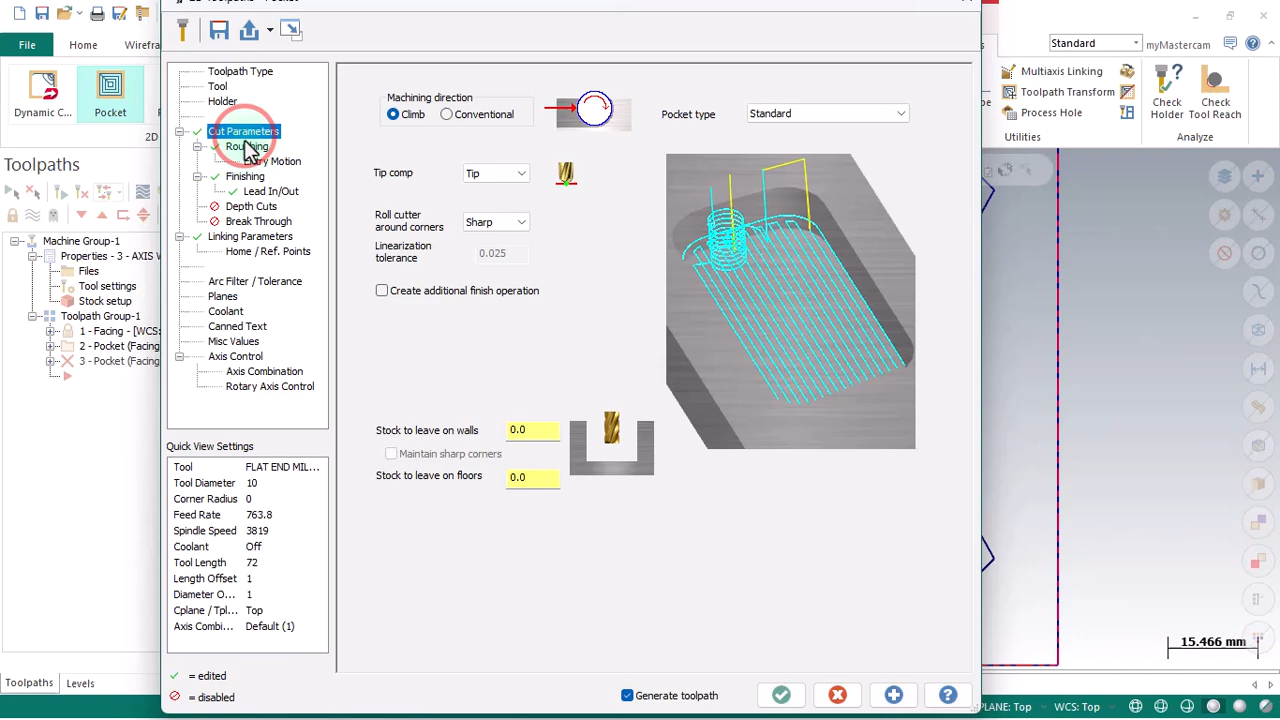 File
Home
Wirefr
Standard
myMastercam
Dynamic C...
Pocket
Multiaxis Linking
Toolpath Transform
Process Hole
Check
Holder
Check
Tool Reach
2D
Utilities
Analyze
Toolpaths
Machine Group-1
Properties - 3 - AXIS V
Files
Tool settings
Stock setup
Toolpath Group-1
1 - Facing - [WCS:
2 - Pocket (Facing
3 - Pocket (Facing
Toolpaths
Levels
Toolpath Type
Tool
Holder
Cut Parameters
Roughing
Entry Motion
Finishing
Lead In/Out
Depth Cuts
Break Through
Linking Parameters
Home / Ref. Points
Arc Filter / Tolerance
Planes
Coolant
Canned Text
Misc Values
Axis Control
Axis Combination
Rotary Axis Control
Quick View Settings
Tool FLAT END MIL...
Tool Diameter 10
Corner Radius 0
Feed Rate 763.8
Spindle Speed 3819
Coolant Off
Tool Length 72
Length Offset 1
Diameter O... 1
Cplane / Tpl... Top
Axis Combi... Default (1)
= edited
= disabled
Machining direction
Climb Conventional
Pocket type Standard
Tip comp Tip
Roll cutter
around corners Sharp
Linearization
tolerance 0.025
Create additional finish operation
Stock to leave on walls 0.0
Maintain sharp corners
Stock to leave on floors 0.0
Generate toolpath
15.466 mm
PLANE: Top WCS: Top